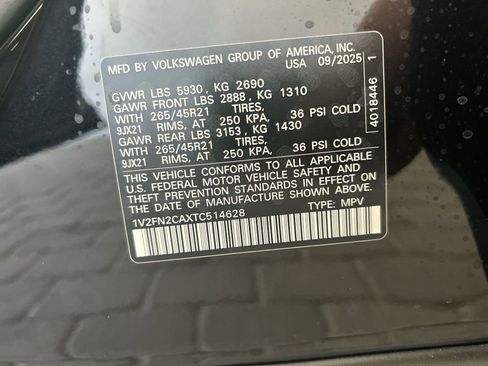 MFD BY VOLKSWAGEN GROUP OF AMERICA, INC.
USA 09/2025
GVWR LBS 5930 , KG 2690
GAWR FRONT LBS 2888 , KG 1310
WITH 265/45R21 TIRES,
9JX21 RIMS, AT 250 KPA, 36 PSI COLD
GAWR REAR LBS 3153 , KG 1430
WITH 265/45R21 TIRES,
9JX21 RIMS, AT 250 KPA, 36 PSI COLD
THIS VEHICLE CONFORMS TO ALL APPLICABLE
U.S. FEDERAL MOTOR VEHICLE SAFETY AND
THEFT PREVENTION STANDARDS IN EFFECT ON
THE DATE OF MANUFACTURE SHOWN ABOVE.
1V2FN2CAXTC514628
TYPE: MPV
4018446 1